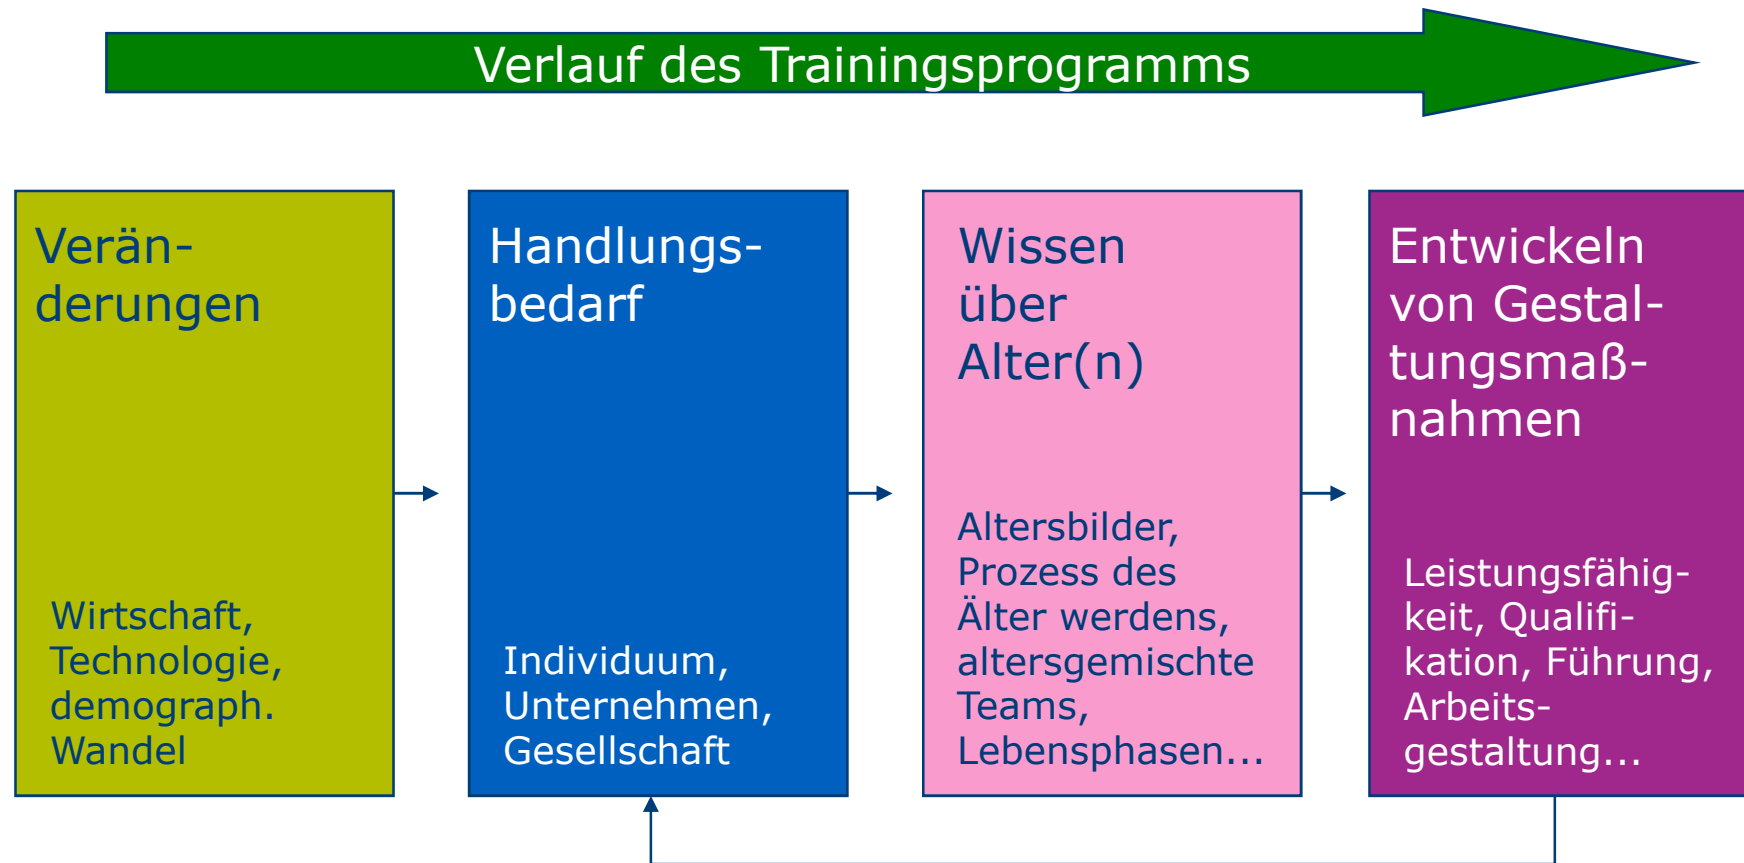 Verlauf des Trainingsprogramms
Verän-
derungen
Wirtschaft,
Technologie,
demograph.
Wandel
Handlungs-
bedarf
Individuum,
Unternehmen,
Gesellschaft
Wissen
über
Alter(n)
Altersbilder,
Prozess des
Älter werdens,
altersgemischte
Teams,
Lebensphasen...
Entwickeln
von Gestal-
tungsmaß-
nahmen
Leistungsfähig-
keit, Qualifi-
kation, Führung,
Arbeits-
gestaltung...